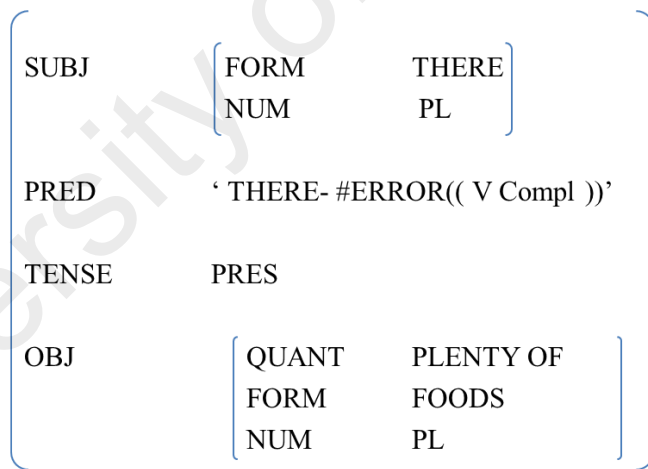 SUBJ FORM THERE
NUM PL
PRED ‘ THERE- #ERROR(( V Compl ))’
TENSE PRES
OBJ QUANT PLENTY OF
FORM FOODS
NUM PL